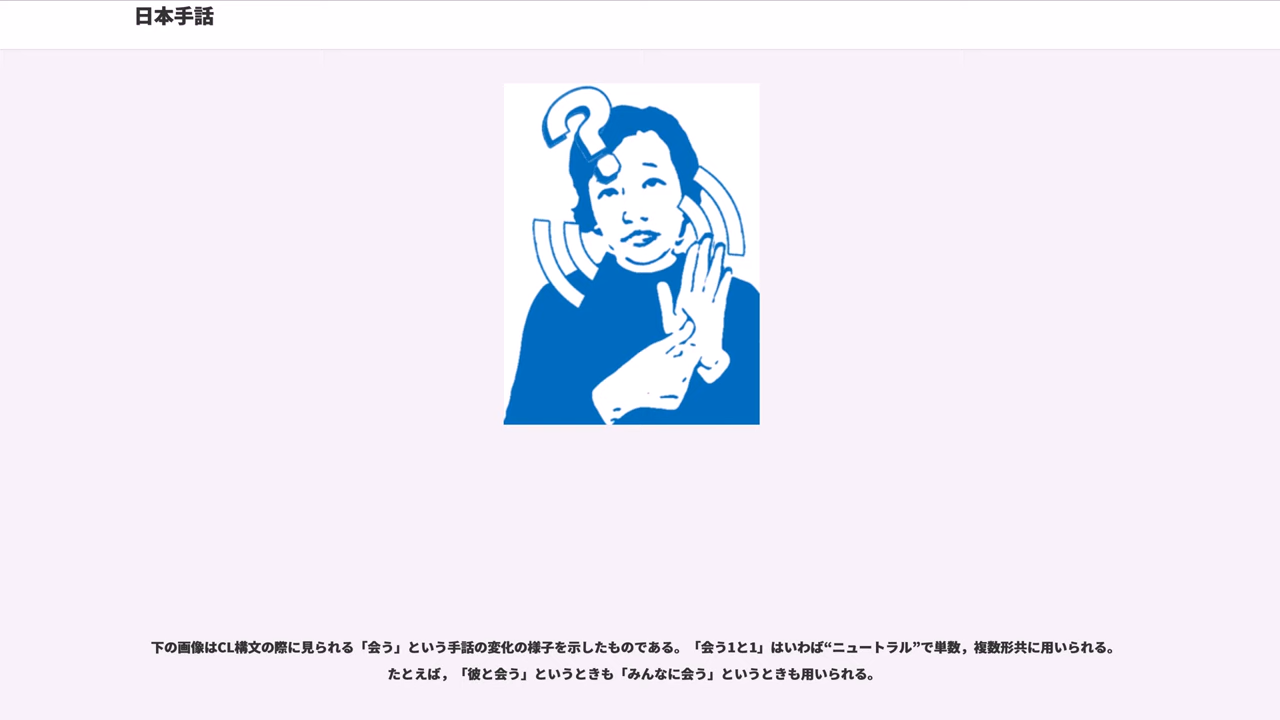 日本手話
?
下の画像はCL構文の際に見られる「会う」という手話の変化の様子を示したものである。「会う1と1」はいわば“ニュートラル”で単数，複数形共に用いられる。
たとえば，「彼と会う」というときも「みんなに会う」というときも用いられる。